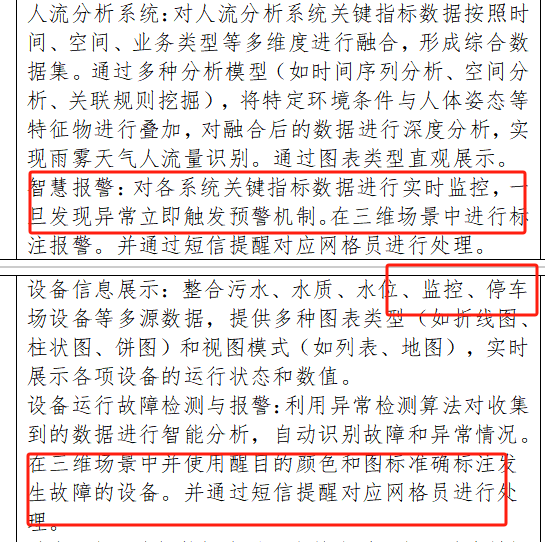 人流分析系统：对人流分析系统关键指标数据按照时
间、空间、业务类型等多维度进行融合，形成综合数
据集。通过多种分析模型（如时间序列分析、空间分
析、关联规则挖掘），将特定环境条件与人体姿态等
特征物进行叠加，对融合后的数据进行深度分析，实
现雨雾天气人流量识别。通过图表类型直观展示。
智慧报警：对各系统关键指标数据进行实时监控，一
旦发现异常立即触发预警机制。在三维场景中进行标
注报警。并通过短信提醒对应网格员进行处理。
设备信息展示：整合污水、水质、水位、监控、停车
场设备等多源数据，提供多种图表类型（如折线图、
柱状图、饼图）和视图模式（如列表、地图），实时
展示各项设备的运行状态和数值。
设备运行故障检测与报警：利用异常检测算法对收集
到的数据进行智能分析，自动识别故障和异常情况。
在三维场景中并使用醒目的颜色和图标准确标注发
生故障的设备。并通过短信提醒对应网格员进行处
理。